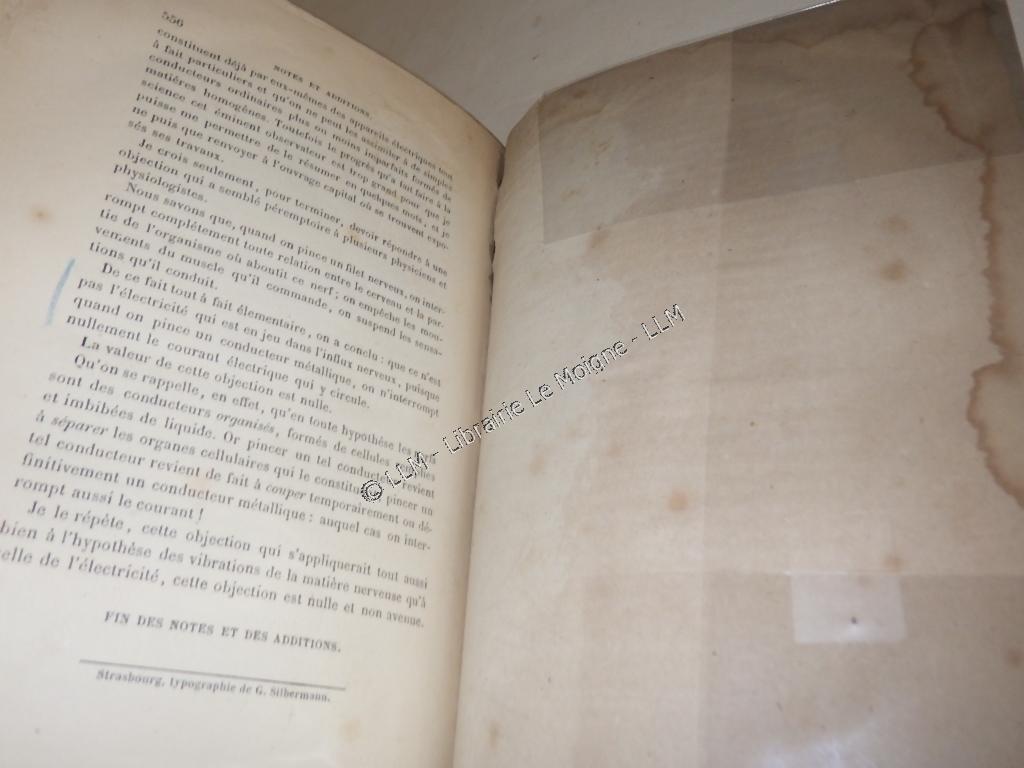 556
NOTES ET ADDITIONS.
constituent déjà par eux-mêmes des appareils électriques tout
à fait particuliers et qu'on ne peut les assimiler à de simples
conducteurs ordinaires plus ou moins imparfaits formés de
matières homogènes. Toutefois le progrès qu'a fait faire à la
science cet éminent observateur est trop grand pour que je
puisse me permettre de le résumer en quelques mots, et je
ne puis que renvoyer à l'ouvrage capital où se trouvent expo-
sés ses travaux.
Je crois seulement, pour terminer, devoir répondre à une
objection qui a semblé péremptoire à plusieurs physiciens et
physiologistes.
Nous savons que, quand on pince un filet nerveux, on inter-
rompt complétement toute relation entre le cerveau et la par-
tie de l'organisme où aboutit ce nerf; on empêche les mou-
vements du muscle qu'il commande, on suspend les sensa-
tions qu'il conduit.
De ce fait tout à fait élementaire, on a conclu: que ce n'est
pas l'électricité qui est en jeu dans l'influx nerveux, puisque
quand on pince un conducteur métallique, on n'interrompt
nullement le courant électrique qui y circule.
La valeur de cette objection est nulle.
Qu'on se rappelle, en effet, qu'en toute hypothèse les nerfs
sont des conducteurs organisés, formés de cellules
et imbibées de liquide. Or pincer un tel conducteur revient
à séparer les organes cellulaires qui le constituent; pincer un
tel conducteur revient de fait à couper temporairement ou dé-
finitivement un conducteur métallique: auquel cas on inter-
rompt aussi le courant!
Je le répète, cette objection qui s'appliquerait tout aussi
bien à l'hypothèse des vibrations de la matière nerveuse qu'à
celle de l'électricité, cette objection est nulle et non avenue.
FIN DES NOTES ET DES ADDITIONS.
Strasbourg, typographie de G. Silbermann.
© LLM - Librairie Le Moigne - LLM